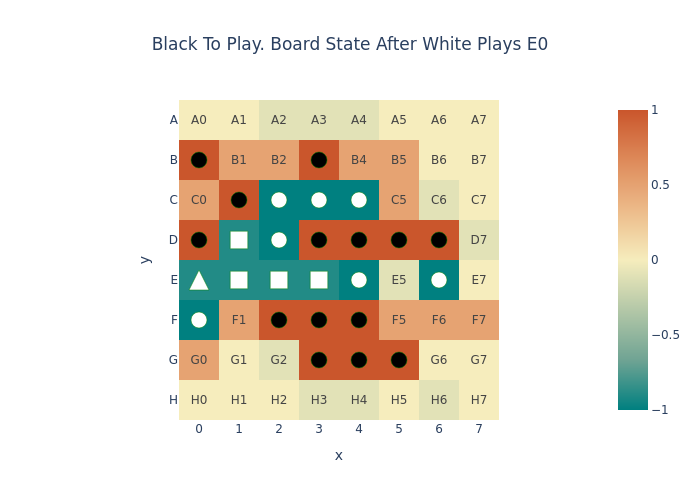 Black To Play. Board State After White Plays E0
A A0 A1 A2 A3 A4 A5 A6 A7
B B1 B2 B4 B5 B6 B7
C C0 C5 C6 C7
D D7
E E5 E7
F F1 F5 F6 F7
G G0 G1 G2 G6 G7
H H0 H1 H2 H3 H4 H5 H6 H7
0 1 2 3 4 5 6 7
x
y
1
0.5
0
−0.5
−1